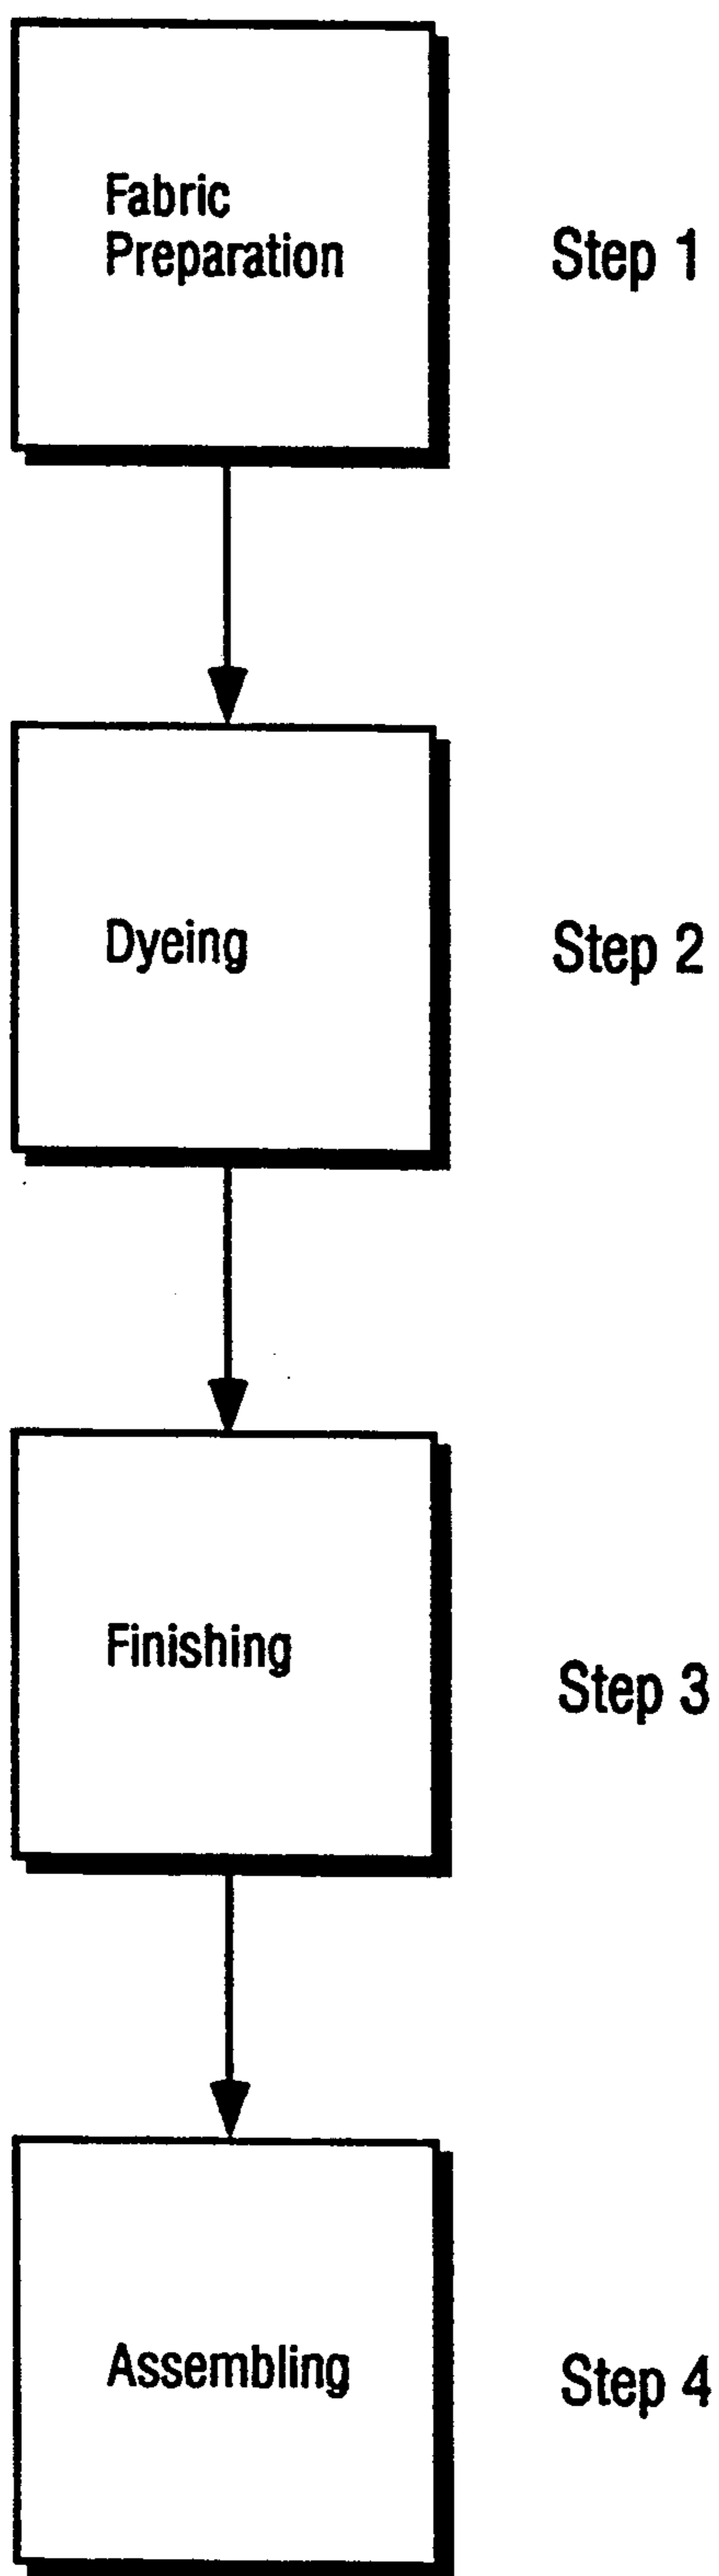 Fabric
Preparation
Step 1
Dyeing
Step 2
Finishing
Step 3
Assembling
Step 4